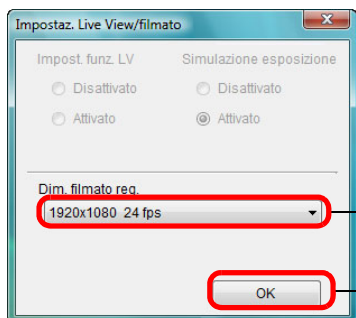 Impostaz. Live View/filmato
Impost. funz. LV Simulazione esposizione
Disattivato Disattivato
Attivato Attivato
Dim. filmato reg.
1920x1080 24 fps
OK